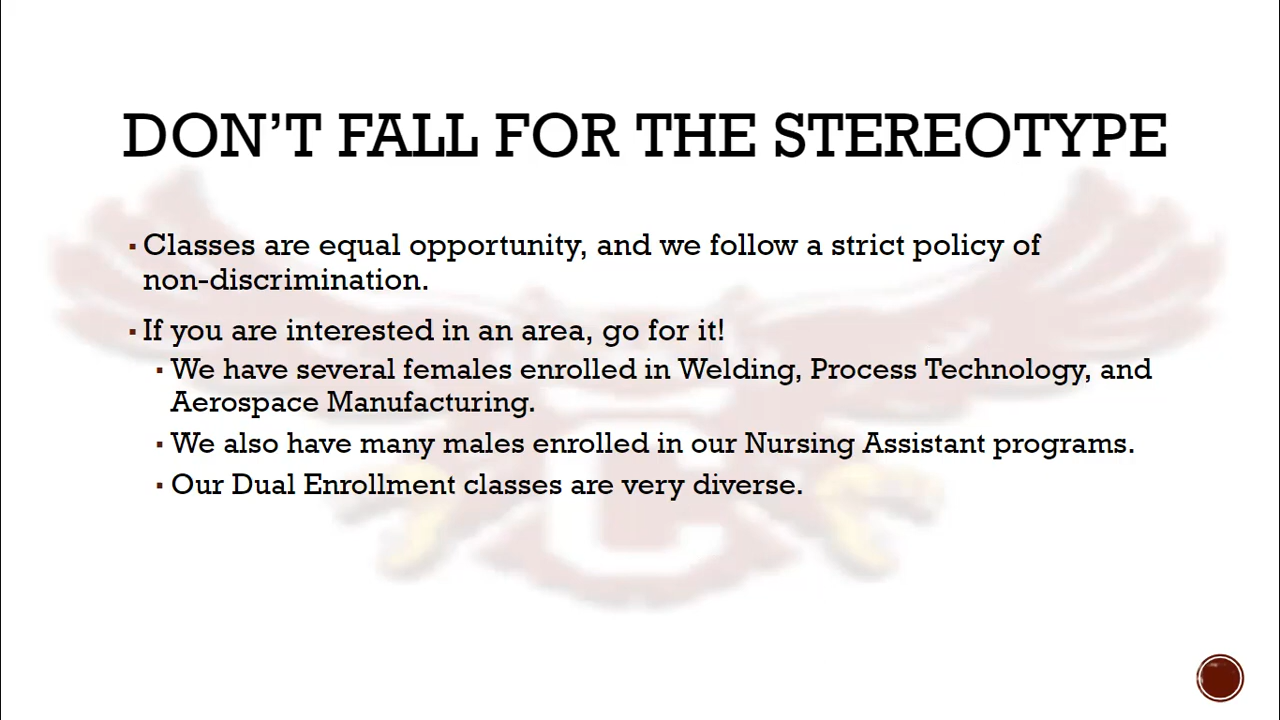 DON'T FALL FOR THE STEREOTYPE
▪ Classes are equal opportunity, and we follow a strict policy of
non-discrimination.
▪ If you are interested in an area, go for it!
▪ We have several females enrolled in Welding, Process Technology, and
Aerospace Manufacturing.
▪ We also have many males enrolled in our Nursing Assistant programs.
▪ Our Dual Enrollment classes are very diverse.
C